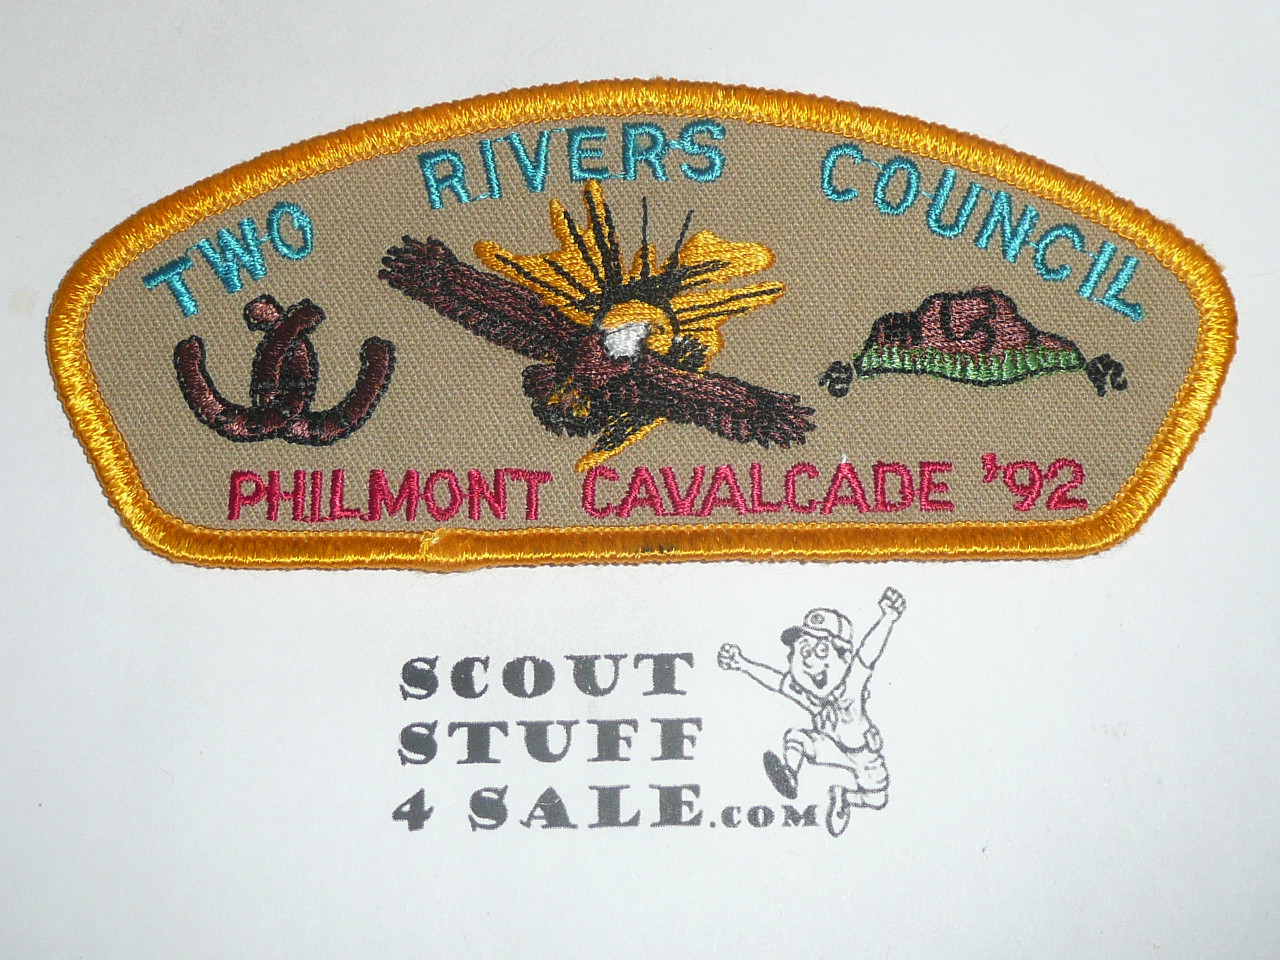 TWO RIVERS COUNCIL
PHILMONT CAVALCADE '92
SCOUT
STUFF
4 SALE.COM